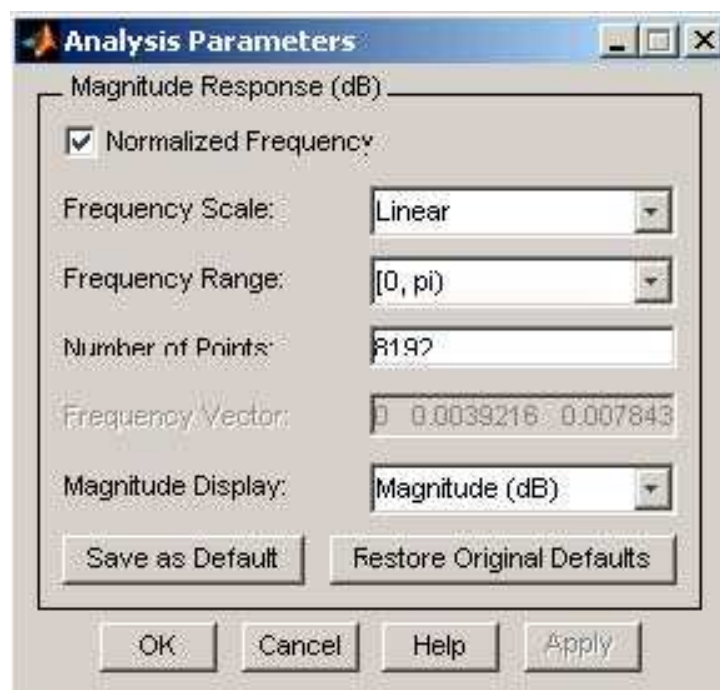 Analysis Parameters
Magnitude Response (dB)
Normalized Frequency
Frequency Scale: Linear
Frequency Range: [0, pi)
Number of Points: 8192
Frequency Vector: 0 0.0039216 0.007843
Magnitude Display: Magnitude (dB)
Save as Default Restore Original Defaults
OK Cancel Help Apply